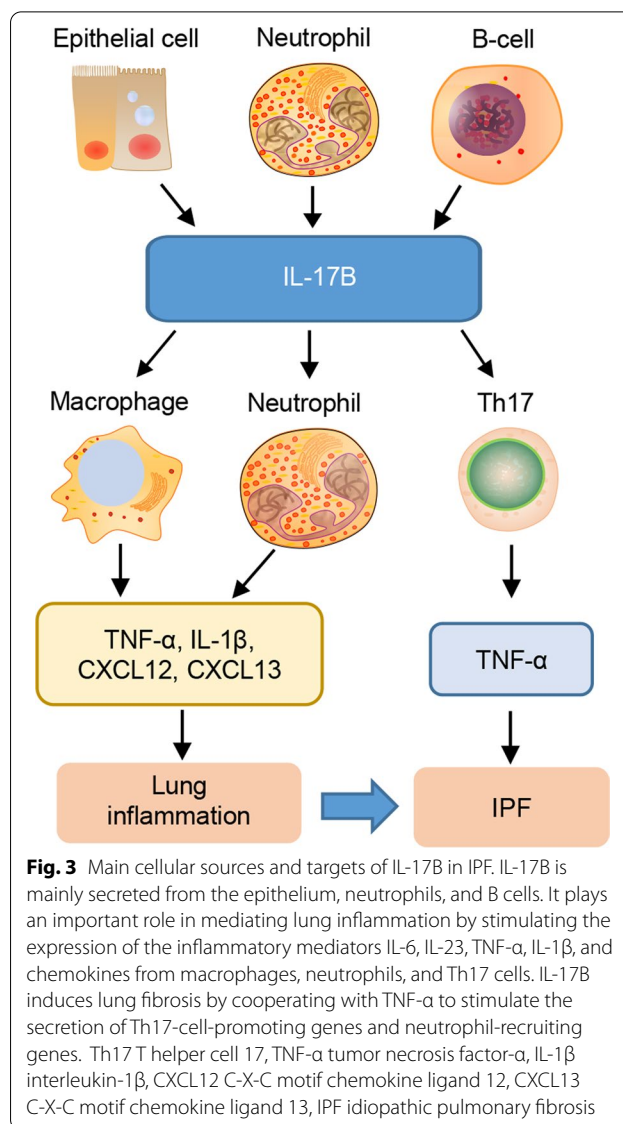 Epithelial cell Neutrophil B-cell
IL-17B
Macrophage Neutrophil Th17
TNF-α, IL-1β,
CXCL12, CXCL13
TNF-α
Lung
inflammation
IPF
Fig. 3 Main cellular sources and targets of IL-17B in IPF. IL-17B is
mainly secreted from the epithelium, neutrophils, and B cells. It plays
an important role in mediating lung inflammation by stimulating the
expression of the inflammatory mediators IL-6, IL-23, TNF-α, IL-1β, and
chemokines from macrophages, neutrophils, and Th17 cells. IL-17B
induces lung fibrosis by cooperating with TNF-α to stimulate the
secretion of Th17-cell-promoting genes and neutrophil-recruiting
genes. Th17 T helper cell 17, TNF-α tumor necrosis factor-α, IL-1β
interleukin-1β, CXCL12 C-X-C motif chemokine ligand 12, CXCL13
C-X-C motif chemokine ligand 13, IPF idiopathic pulmonary fibrosis